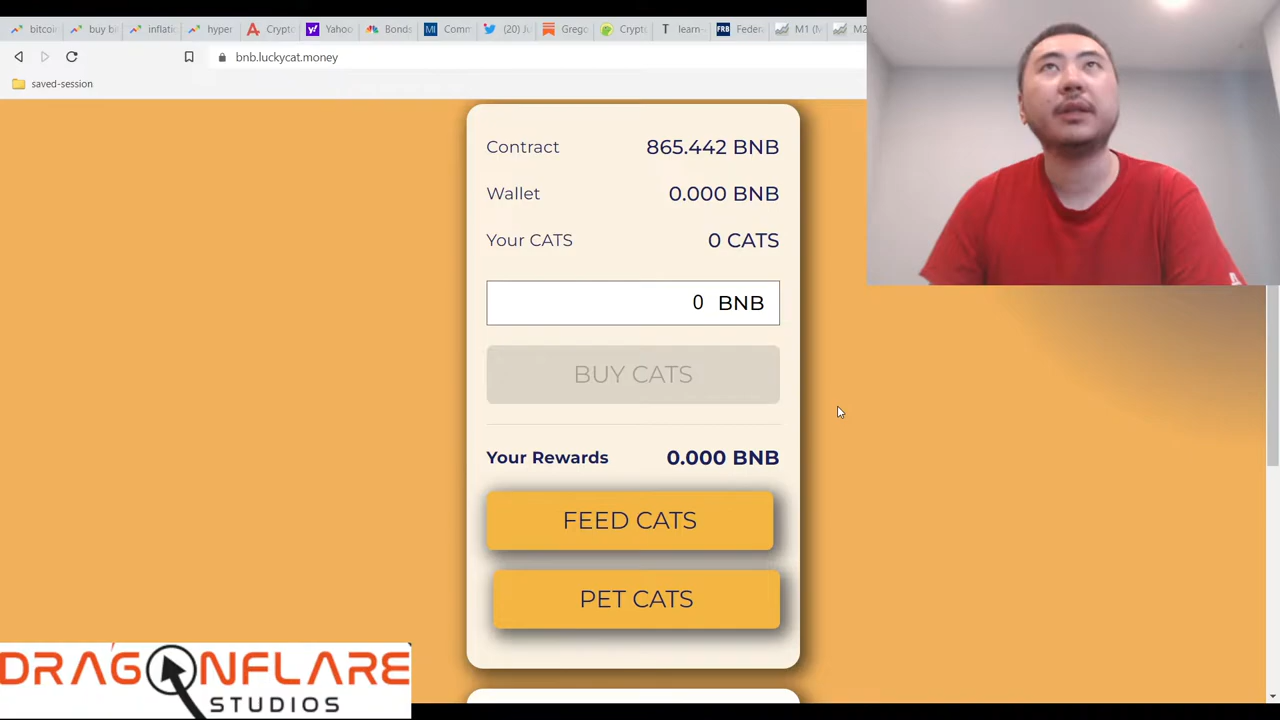 bitcoi
buy b
inflati
hyper
Crypt
Yahoo
Bonds
Comm
(20) J
Greg
Crypt
learn-
Feder
M1 (M
M2
bnb.luckycat.money
saved-session
Contract 865.442 BNB
Wallet 0.000 BNB
Your CATS 0 CATS
0 BNB
BUY CATS
Your Rewards 0.000 BNB
FEED CATS
PET CATS
DRAGONFLARE
STUDIOS